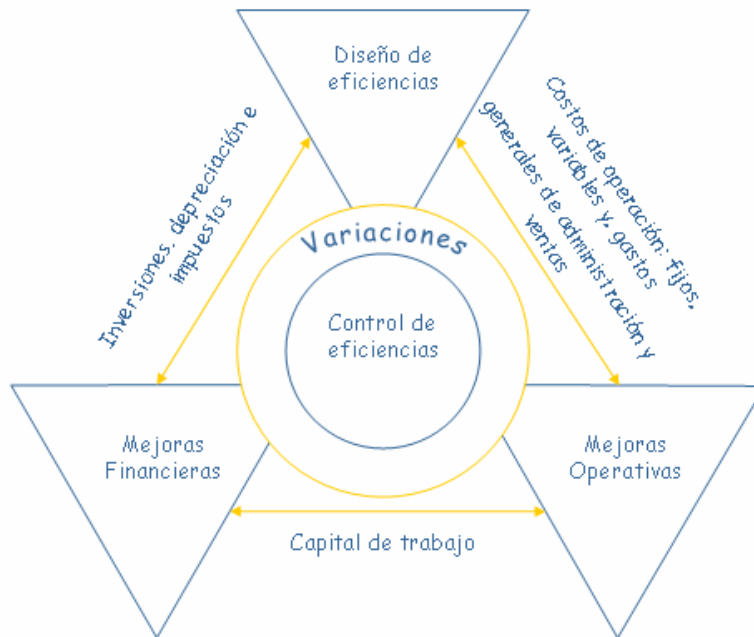 Diseño de
eficiencias
Inversiones, depreciación e
impuestos
Costos de operación: fijos,
variables y, gastos
generales de administración y
ventas
Variaciones
Control de
eficiencias
Mejoras
Financieras
Mejoras
Operativas
Capital de trabajo